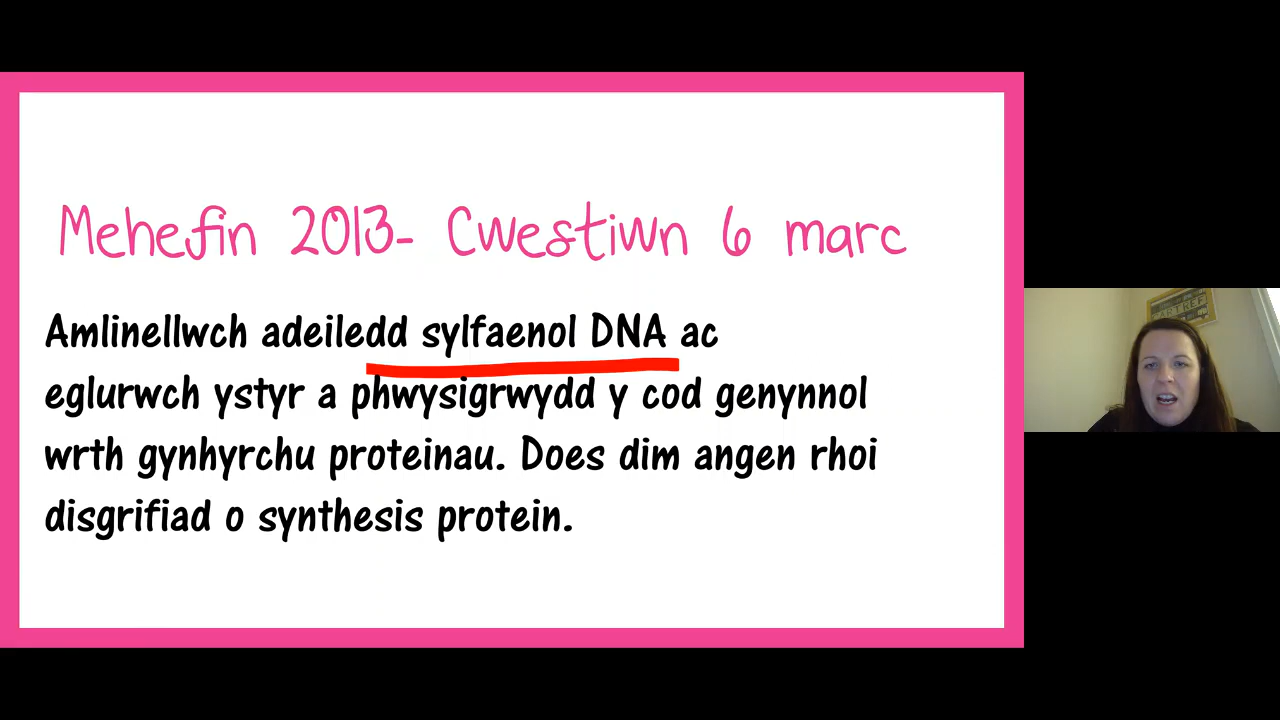 Mehefin 2013- Cwestiwn 6 marc
Amlinellwch adeiledd sylfaenol DNA ac
eglurwch ystyr a phwysigrwydd y cod genynnol
wrth gynhyrchu proteinau. Does dim angen rhoi
disgrifiad o synthesis protein.